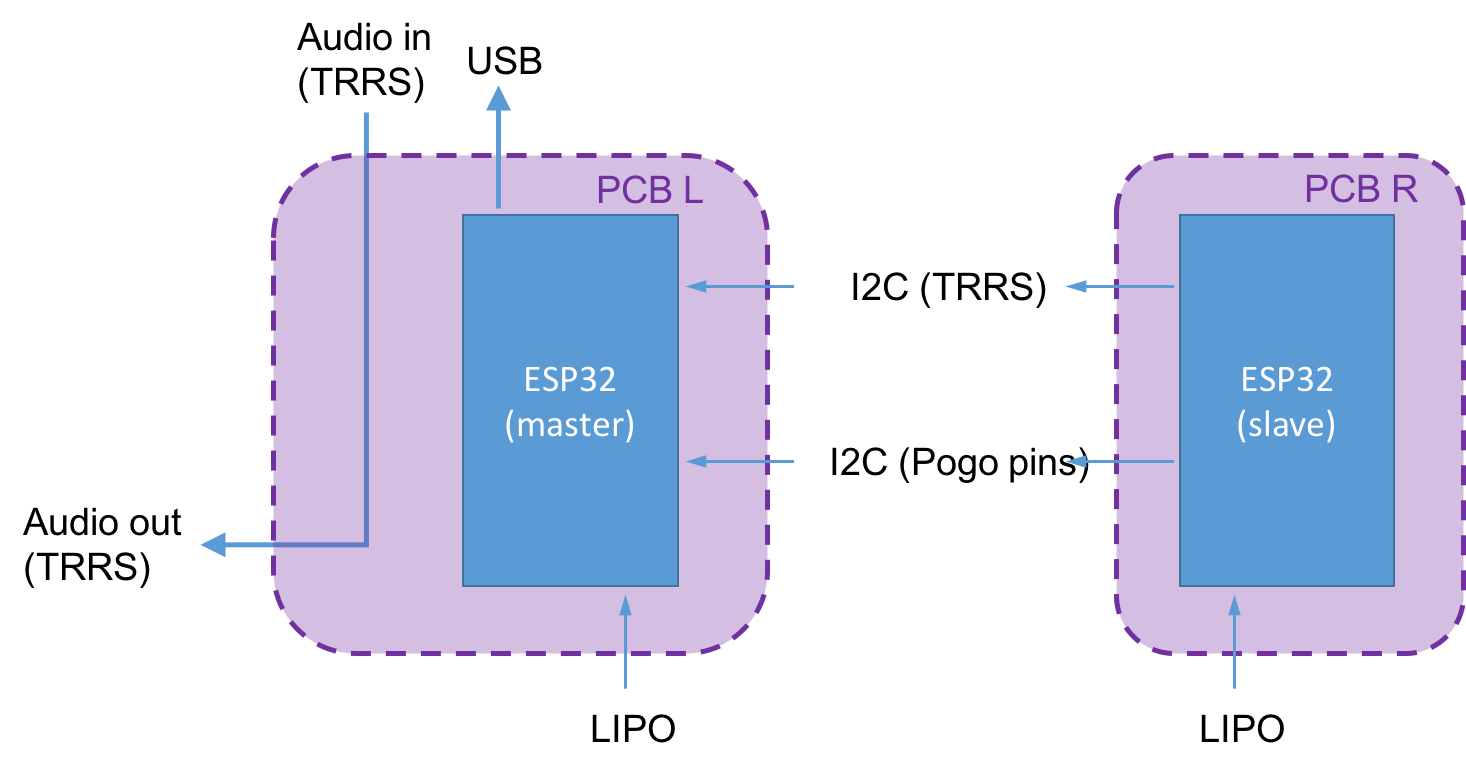 Audio in
(TRRS)
USB
PCB L
PCB R
I2C (TRRS)
ESP32
(master)
ESP32
(slave)
I2C (Pogo pins)
Audio out
(TRRS)
LIPO
LIPO